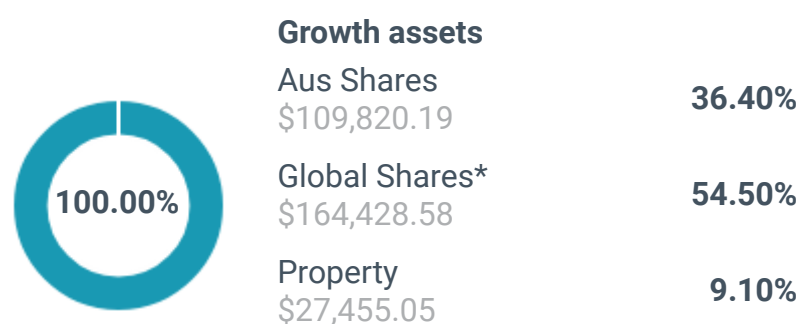 Growth assets
Aus Shares
$109,820.19
36.40%
Global Shares*
$164,428.58
54.50%
100.00%
Property
$27,455.05
9.10%